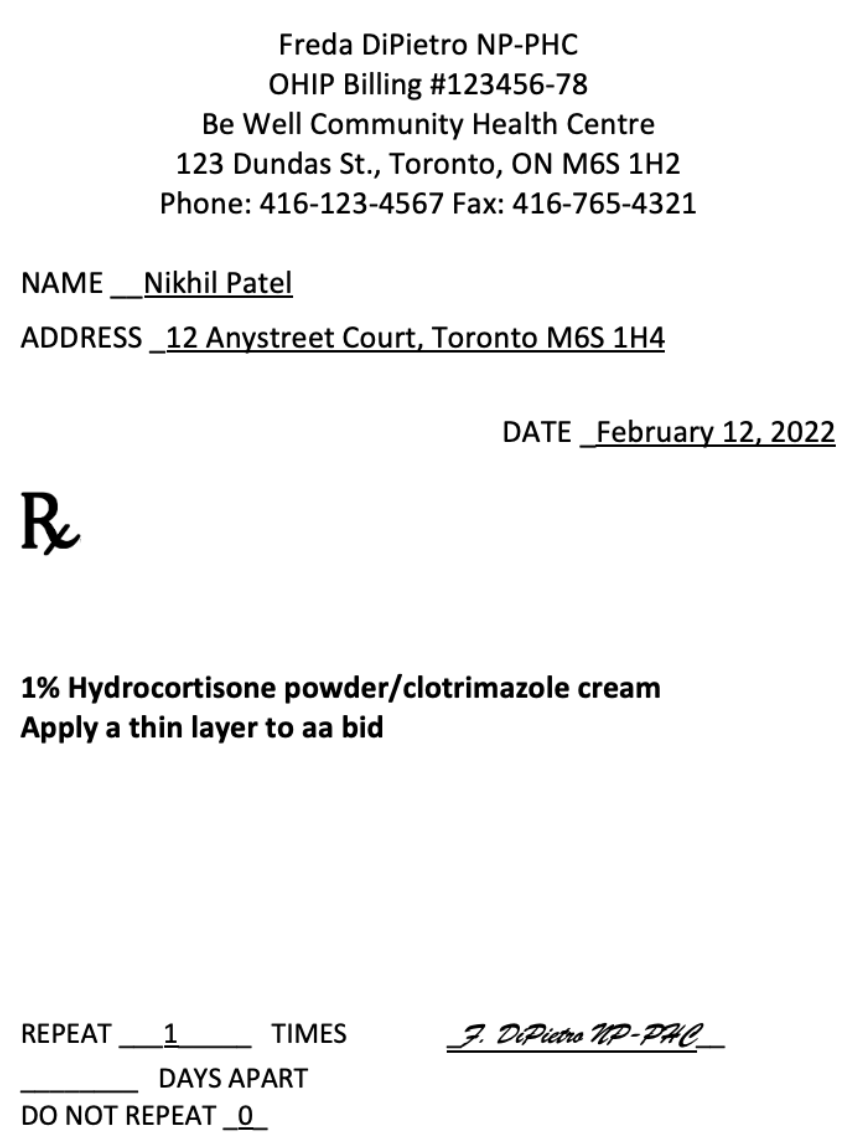 Freda DiPietro NP-PHC
OHIP Billing #123456-78
Be Well Community Health Centre
123 Dundas St., Toronto, ON M6S 1H2
Phone: 416-123-4567 Fax: 416-765-4321
NAME __Nikhil Patel
ADDRESS _12 Anystreet Court, Toronto M6S 1H4
DATE _February 12, 2022
℞
1% Hydrocortisone powder/clotrimazole cream
Apply a thin layer to aa bid
REPEAT ___1_____ TIMES _F. DiPietro NP-PHC__
________ DAYS APART
DO NOT REPEAT _0_